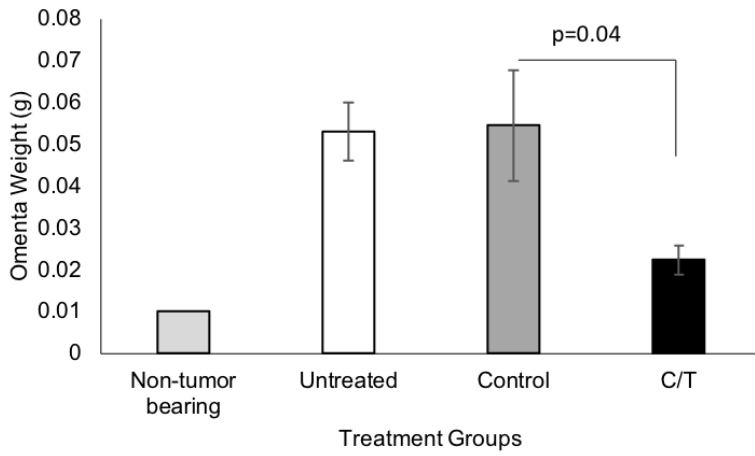 0.08
0.07
0.06
0.05
0.04
0.03
0.02
0.01
0
Omenta Weight (g)
p=0.04
Non-tumor
bearing
Untreated
Control
C/T
Treatment Groups